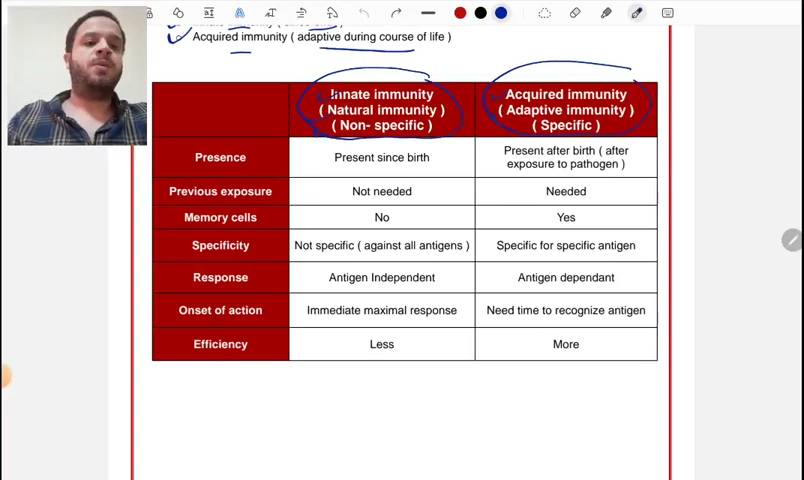 Acquired immunity ( adaptive during course of life )
Innate immunity
( Natural immunity )
( Non- specific )
Acquired immunity
( Adaptive immunity )
( Specific )
Presence
Present since birth
Present after birth ( after
exposure to pathogen )
Previous exposure
Not needed
Needed
Memory cells
No
Yes
Specificity
Not specific ( against all antigens )
Specific for specific antigen
Response
Antigen Independent
Antigen dependant
Onset of action
Immediate maximal response
Need time to recognize antigen
Efficiency
Less
More